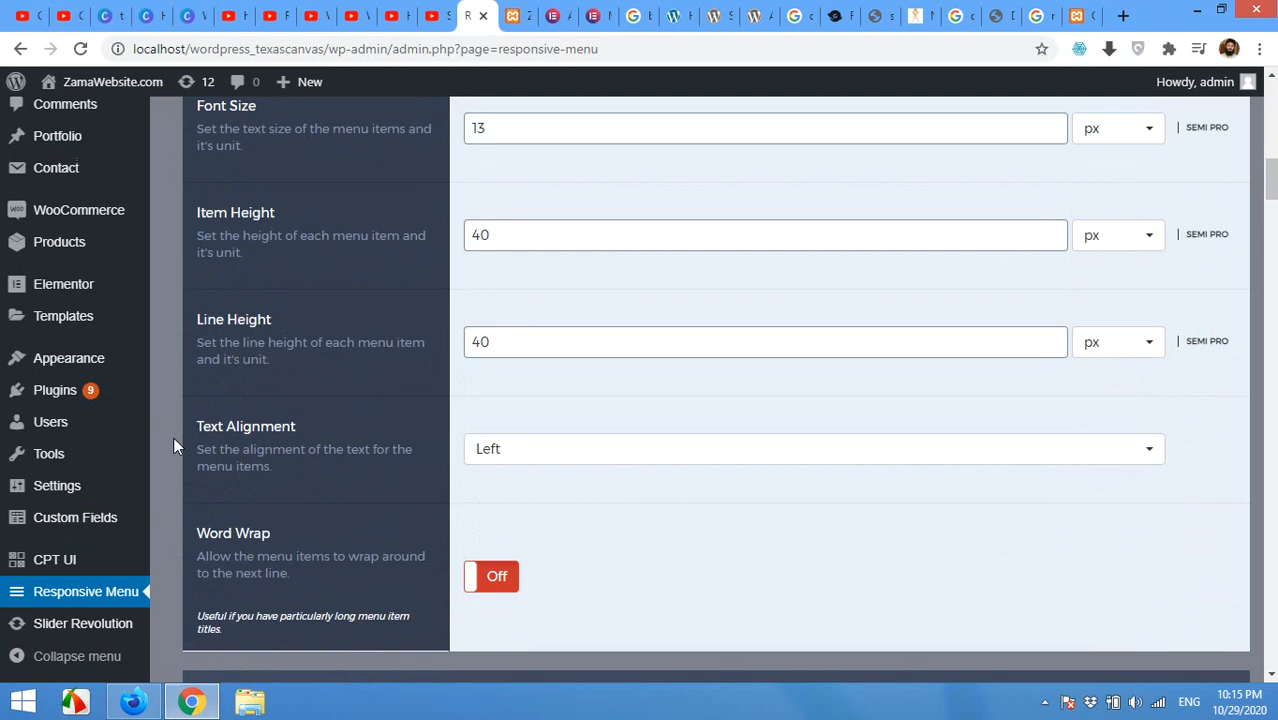 localhost/wordpress_texascanvas/wp-admin/admin.php?page=responsive-menu
ZamaWebsite.com 12 0 New Howdy, admin
Comments
Portfolio
Contact
WooCommerce
Products
Elementor
Templates
Appearance
Plugins 9
Users
Tools
Settings
Custom Fields
CPT UI
Responsive Menu
Slider Revolution
Collapse menu
Font Size
Set the text size of the menu items and
it's unit.
13 px SEMI PRO
Item Height
Set the height of each menu item and
it's unit.
40 px SEMI PRO
Line Height
Set the line height of each menu item
and it's unit.
40 px SEMI PRO
Text Alignment
Set the alignment of the text for the
menu items.
Left
Word Wrap
Allow the menu items to wrap around
to the next line.
Off
Useful if you have particularly long menu item
titles.
ENG
10:15 PM
10/29/2020